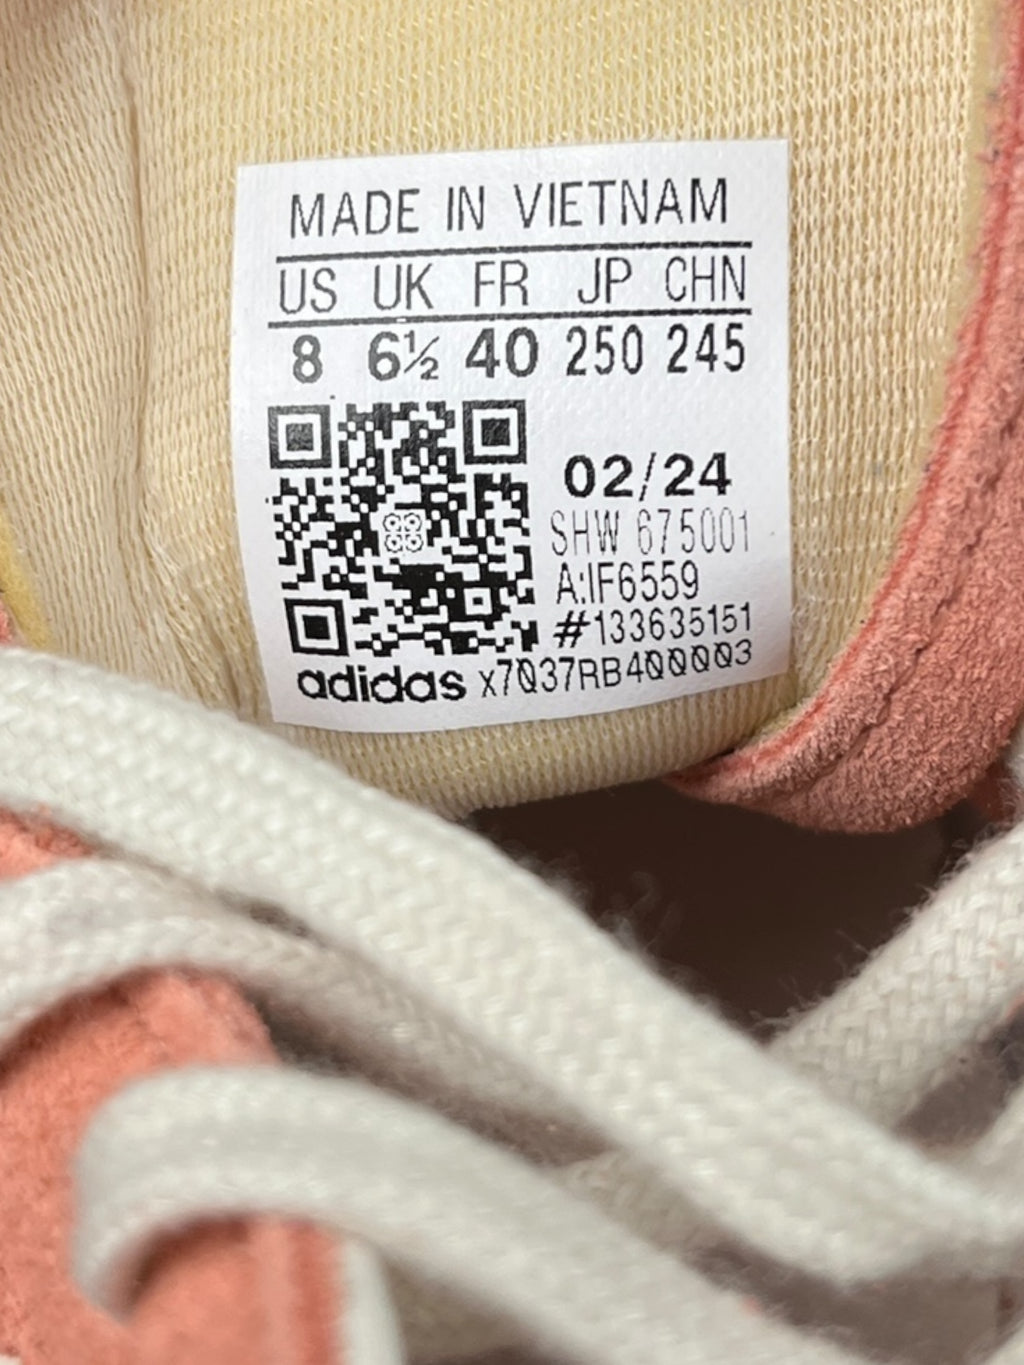 MADE IN VIETNAM
US UK FR JP CHN
8 6½ 40 250 245
02/24
SHW 675001
A:IF6559
#133635151
adidas x7037RB400003